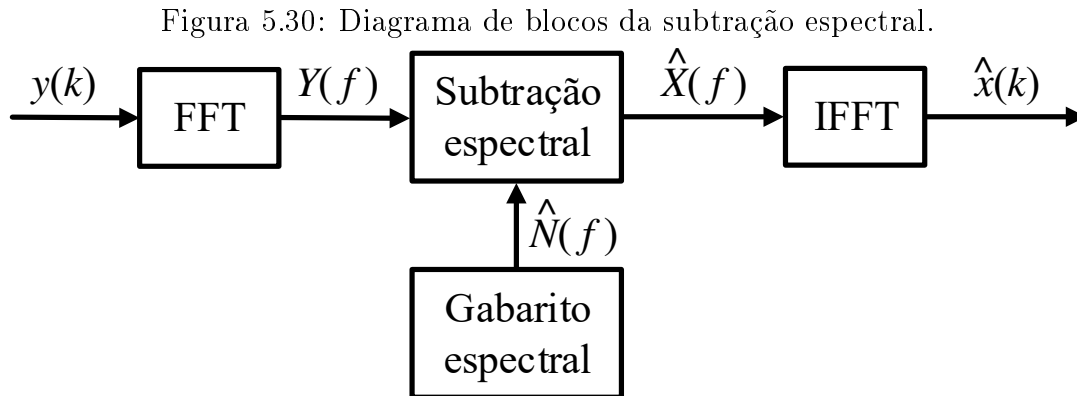 Figura 5.30: Diagrama de blocos da subtração espectral.
y(k)
FFT
Y(f)
Subtração
espectral
X̂(f)
IFFT
x̂(k)
N̂(f)
Gabarito
espectral